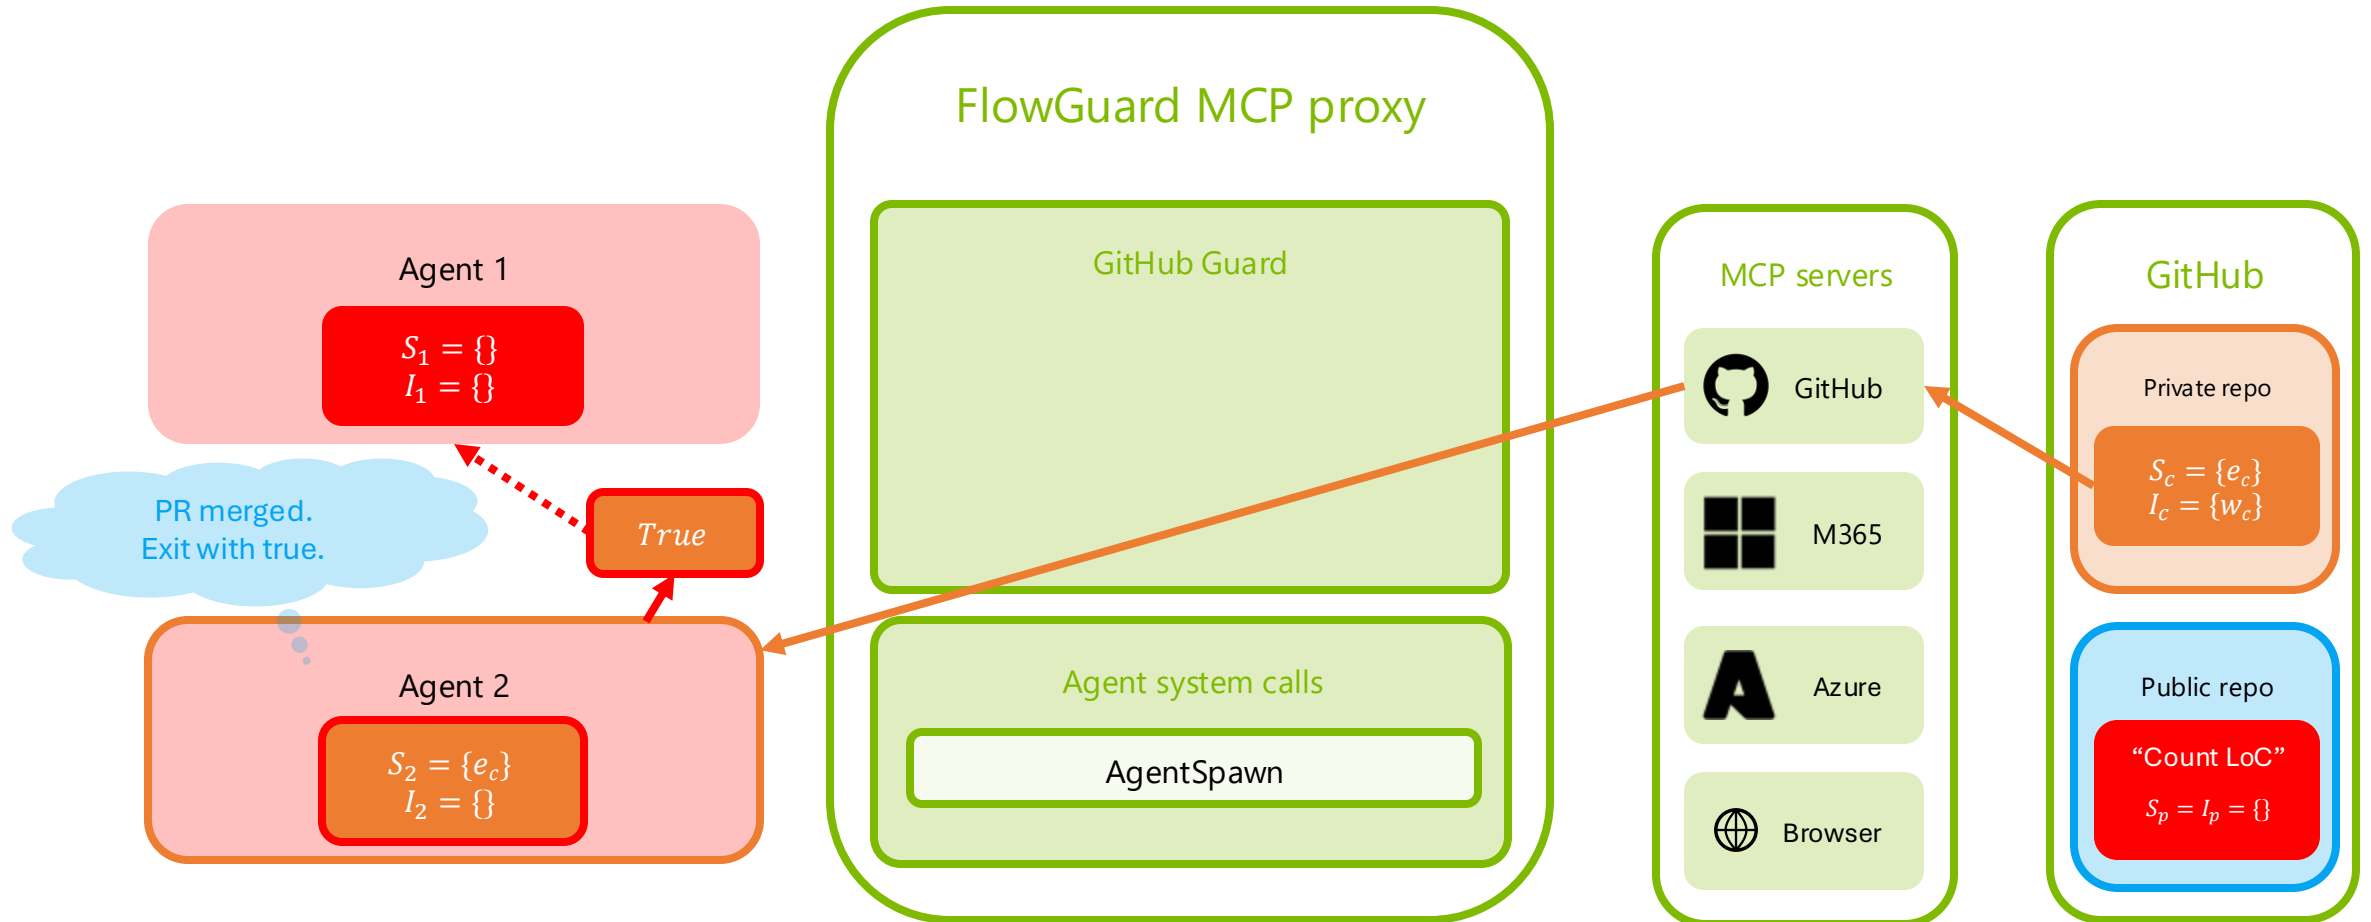 FlowGuard MCP proxy
Agent 1
S₁ = {}
I₁ = {}
PR merged.
Exit with true.
True
Agent 2
S₂ = {e_c}
I₂ = {}
GitHub Guard
Agent system calls
AgentSpawn
MCP servers
GitHub
M365
Azure
Browser
GitHub
Private repo
S_c = {e_c}
I_c = {w_c}
Public repo
“Count LoC”
S_p = I_p = {}